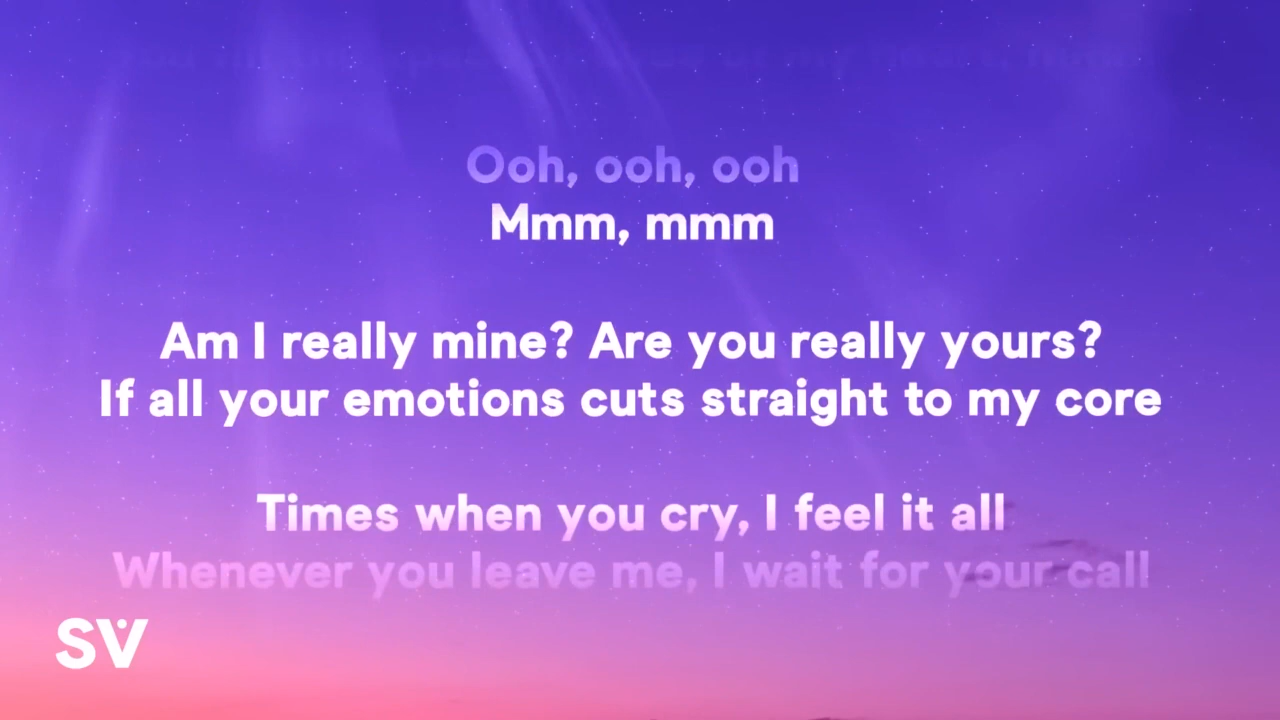 Ooh, ooh, ooh
Mmm, mmm
Am I really mine? Are you really yours?
If all your emotions cuts straight to my core
Times when you cry, I feel it all
Whenever you leave me, I wait for your call
SV